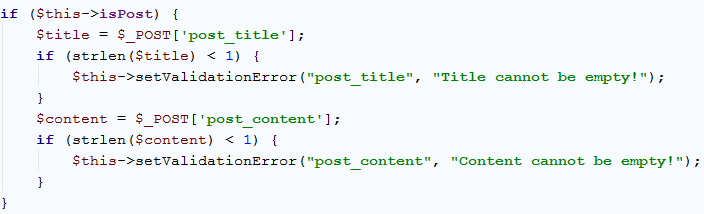 if ($this->isPost) {
    $title = $_POST['post_title'];
    if (strlen($title) < 1) {
        $this->setValidationError("post_title", "Title cannot be empty!");
    }
    $content = $_POST['post_content'];
    if (strlen($content) < 1) {
        $this->setValidationError("post_content", "Content cannot be empty!");
    }
}